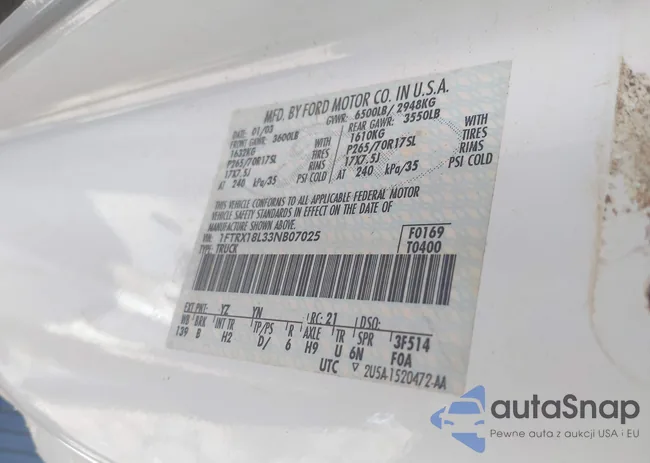 MFD. BY FORD MOTOR CO. IN U.S.A.
DATE: 01/03 GVWR: 6500LB/ 2948KG
FRONT GAWR: 3600LB REAR GAWR: 3550LB
1632KG 1610KG WITH
P265/70R17SL WITH TIRES P265/70R17SL TIRES
17X7.5J RIMS 17X7.5J RIMS
AT 240 kPa/35 PSI COLD AT 240 kPa/35 PSI COLD
THIS VEHICLE CONFORMS TO ALL APPLICABLE FEDERAL MOTOR
VEHICLE SAFETY STANDARDS IN EFFECT ON THE DATE OF
MANUFACTURE SHOWN ABOVE.
VIN: 1FTRX18L33NB07025 F0169
TYPE: TRUCK T0400
EXT PNT: YZ YN RC: 21 DSO:
WB BRK INT TR TP/PS R AXLE TR SPR 3F514
139 B H2 D/ 6 H9 U 6N F0A
UTC ▽ 2U5A-1520472-AA
autaSnap
Pewne auta z aukcji USA i EU